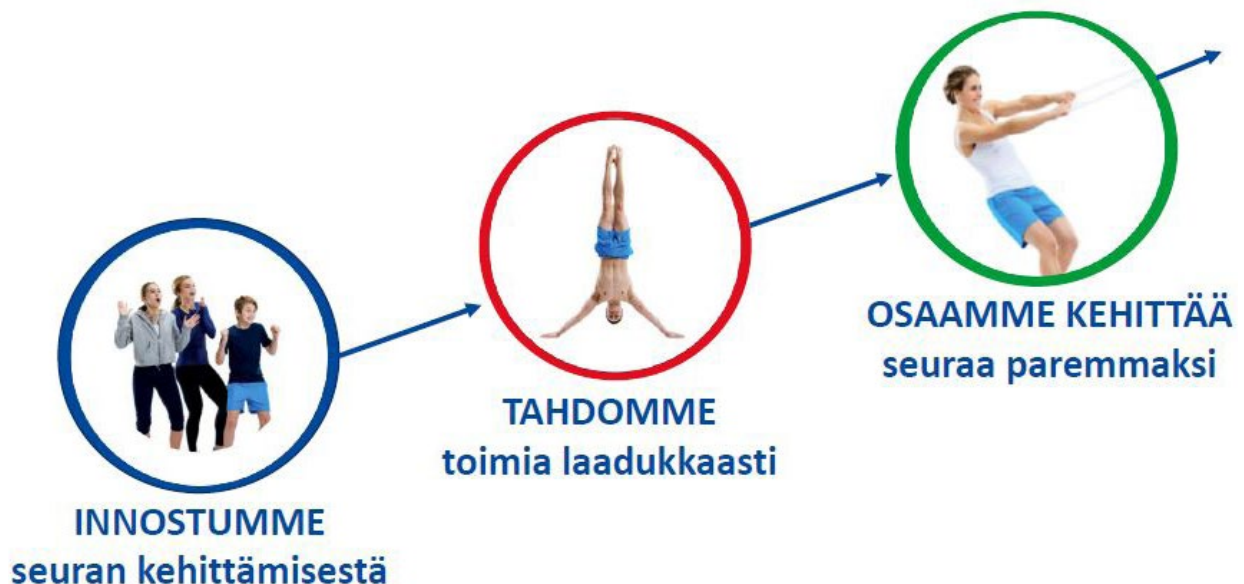 INNOSTUMME
seuran kehittämisestä
TAHDOMME
toimia laadukkaasti
OSAAMME KEHITTÄÄ
seuraa paremmaksi